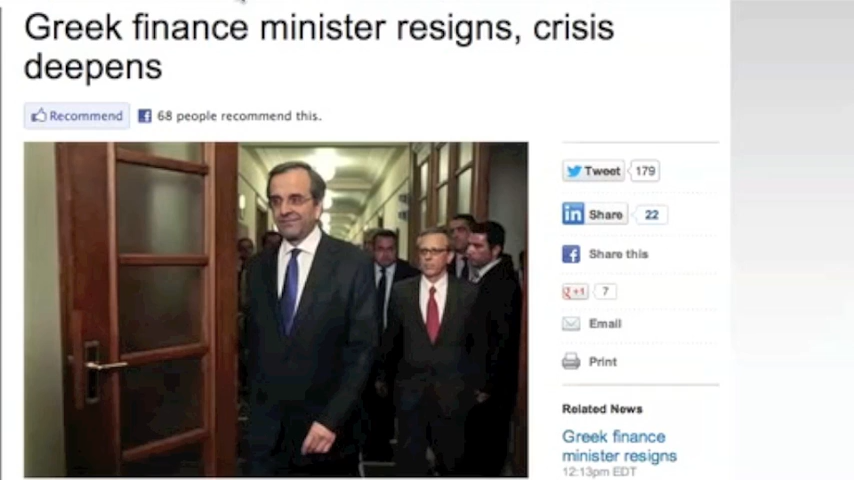 Greek finance minister resigns, crisis
deepens
Recommend
68 people recommend this.
Tweet 179
in Share 22
Share this
+1 7
Email
Print
Related News
Greek finance
minister resigns
12:13pm EDT